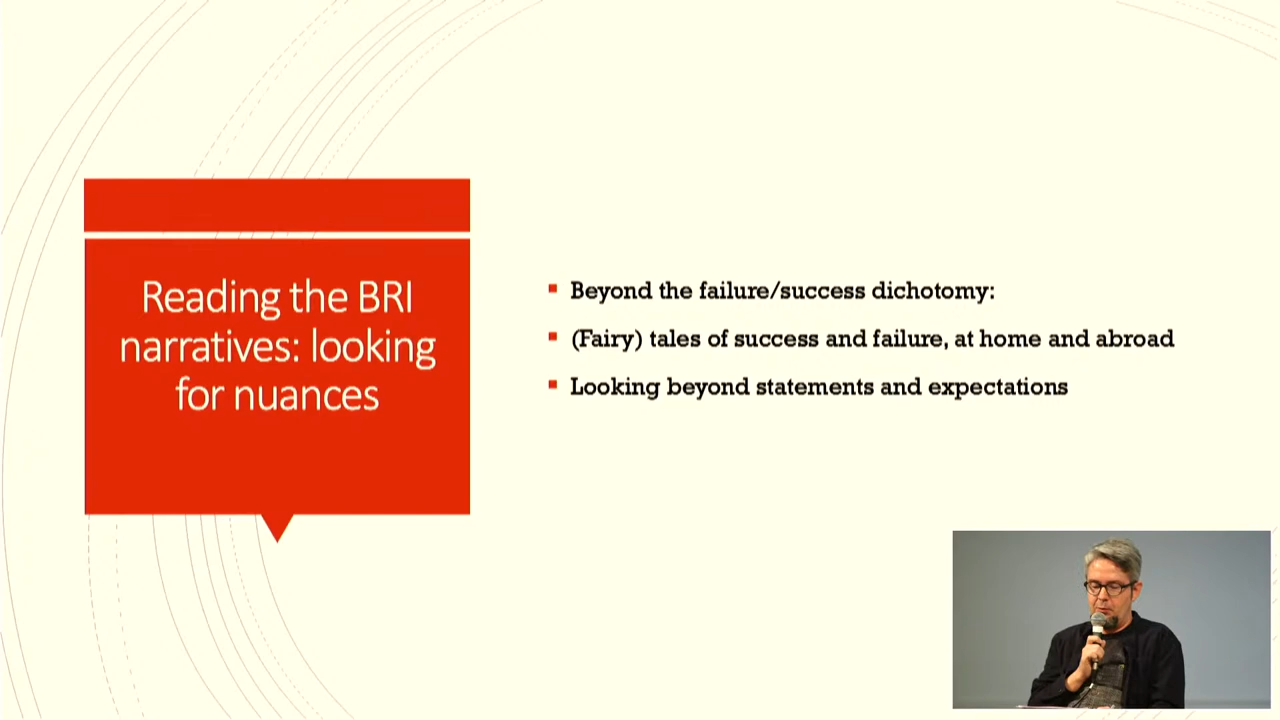 Reading the BRI
narratives: looking
for nuances
Beyond the failure/success dichotomy:
(Fairy) tales of success and failure, at home and abroad
Looking beyond statements and expectations